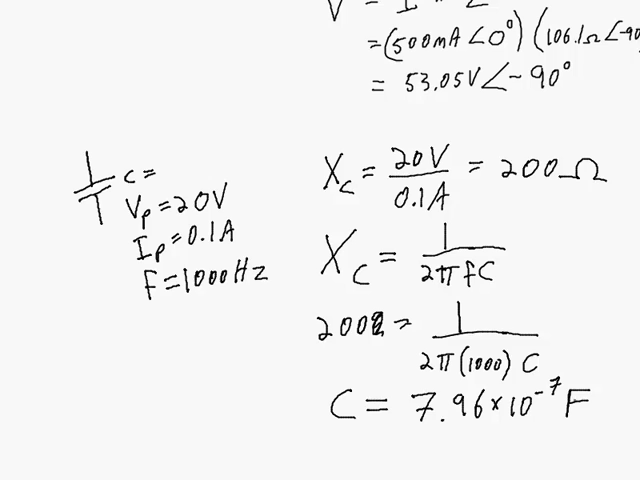 V = I ∠
=(500mA∠0°)(106.1Ω∠-90
= 53.05V∠-90°
C=
Vp=20V
Ip=0.1A
F=1000Hz
Xc = 20V/0.1A = 200Ω
Xc = 1/2πfC
200Ω = 1/2π(1000)C
C = 7.96×10⁻⁷F